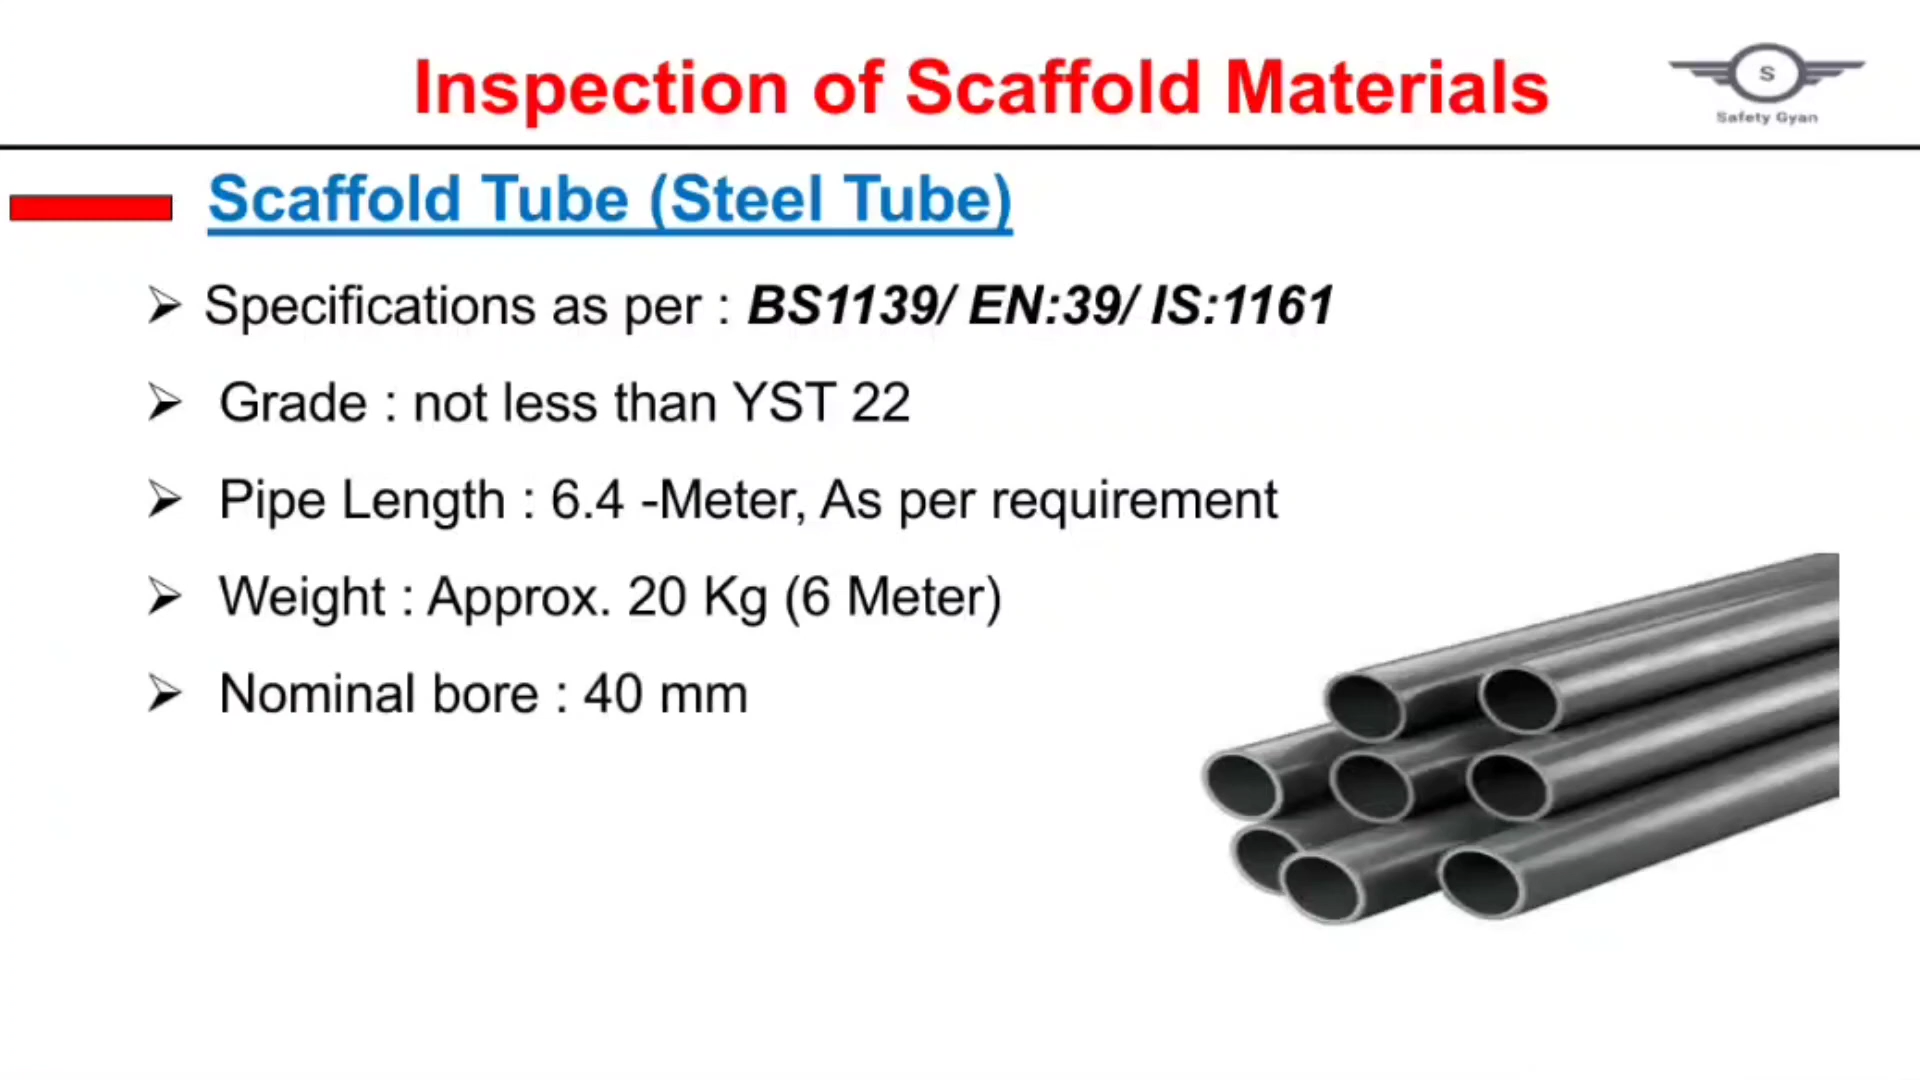 Inspection of Scaffold Materials
S
Safety Gyan
Scaffold Tube (Steel Tube)
Specifications as per : BS1139/ EN:39/ IS:1161
Grade : not less than YST 22
Pipe Length : 6.4 -Meter, As per requirement
Weight : Approx. 20 Kg (6 Meter)
Nominal bore : 40 mm